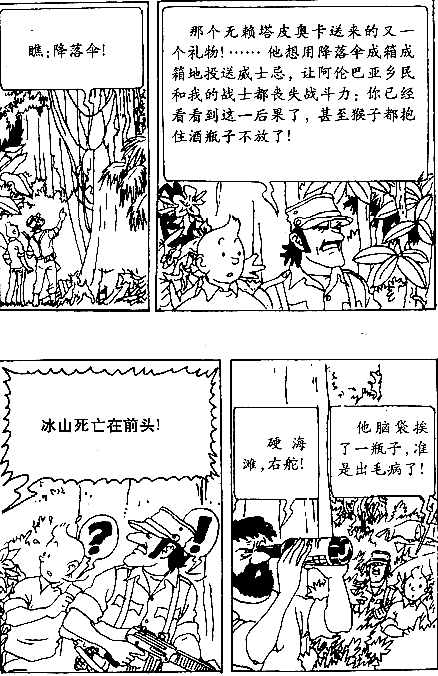 瞧:降落伞!
那个无赖塔皮奥卡送来的又一
个礼物!……他想用降落伞成箱成
箱地投送威士忌,让阿伦巴亚乡民
和我的战士都丧失战斗力;你已经
看看到这一后果了,甚至猴子都抱
住酒瓶子不放了!
冰山死亡在前头!
?
!
硬海
滩,右舵!
他脑袋挨
了一瓶子,准
是出毛病了!